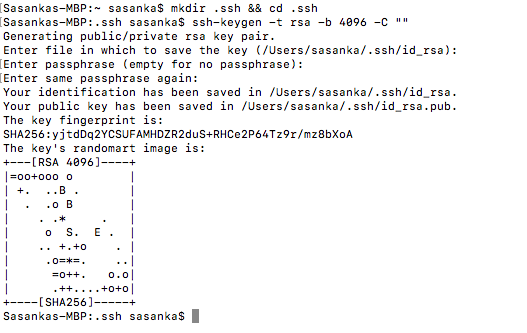 Sasankas-MBP:~ sasanka$ mkdir .ssh && cd .ssh
Sasankas-MBP:.ssh sasanka$ ssh-keygen -t rsa -b 4096 -C ""
Generating public/private rsa key pair.
Enter file in which to save the key (/Users/sasanka/.ssh/id_rsa):
Enter passphrase (empty for no passphrase):
Enter same passphrase again:
Your identification has been saved in /Users/sasanka/.ssh/id_rsa.
Your public key has been saved in /Users/sasanka/.ssh/id_rsa.pub.
The key fingerprint is:
SHA256:yjtdDq2YCSUFAMHDZR2duS+RHCe2P64Tz9r/mz8bXoA
The key's randomart image is:
+---[RSA 4096]----+
|=oo+ooo o        |
| +.  ..B .       |
|  .  .o B        |
|    . .*     .   |
|     o  S.  E .  |
|    .. +.+o    . |
|     .o=*=.    ..|
|      =o++.   o.o|
|      .++....+o+o|
+----[SHA256]-----+
Sasankas-MBP:.ssh sasanka$